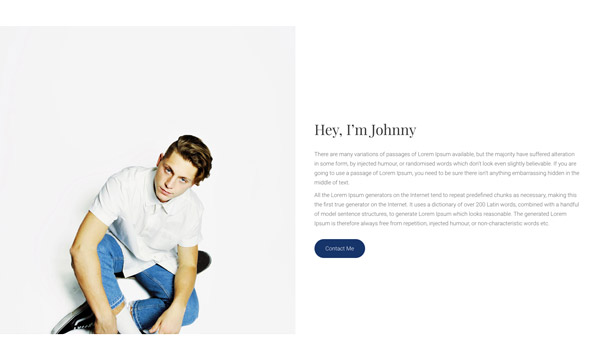 Hey, I'm Johnny
There are many variations of passages of Lorem Ipsum available, but the majority have suffered alteration
in some form, by injected humour, or randomised words which don't look even slightly believable. If you are
going to use a passage of Lorem Ipsum, you need to be sure there isn't anything embarrassing hidden in the
middle of text.
All the Lorem Ipsum generators on the Internet tend to repeat predefined chunks as necessary, making this
the first true generator on the Internet. It uses a dictionary of over 200 Latin words, combined with a handful
of model sentence structures, to generate Lorem Ipsum which looks reasonable. The generated Lorem
Ipsum is therefore always free from repetition, injected humour, or non-characteristic words etc.
Contact Me